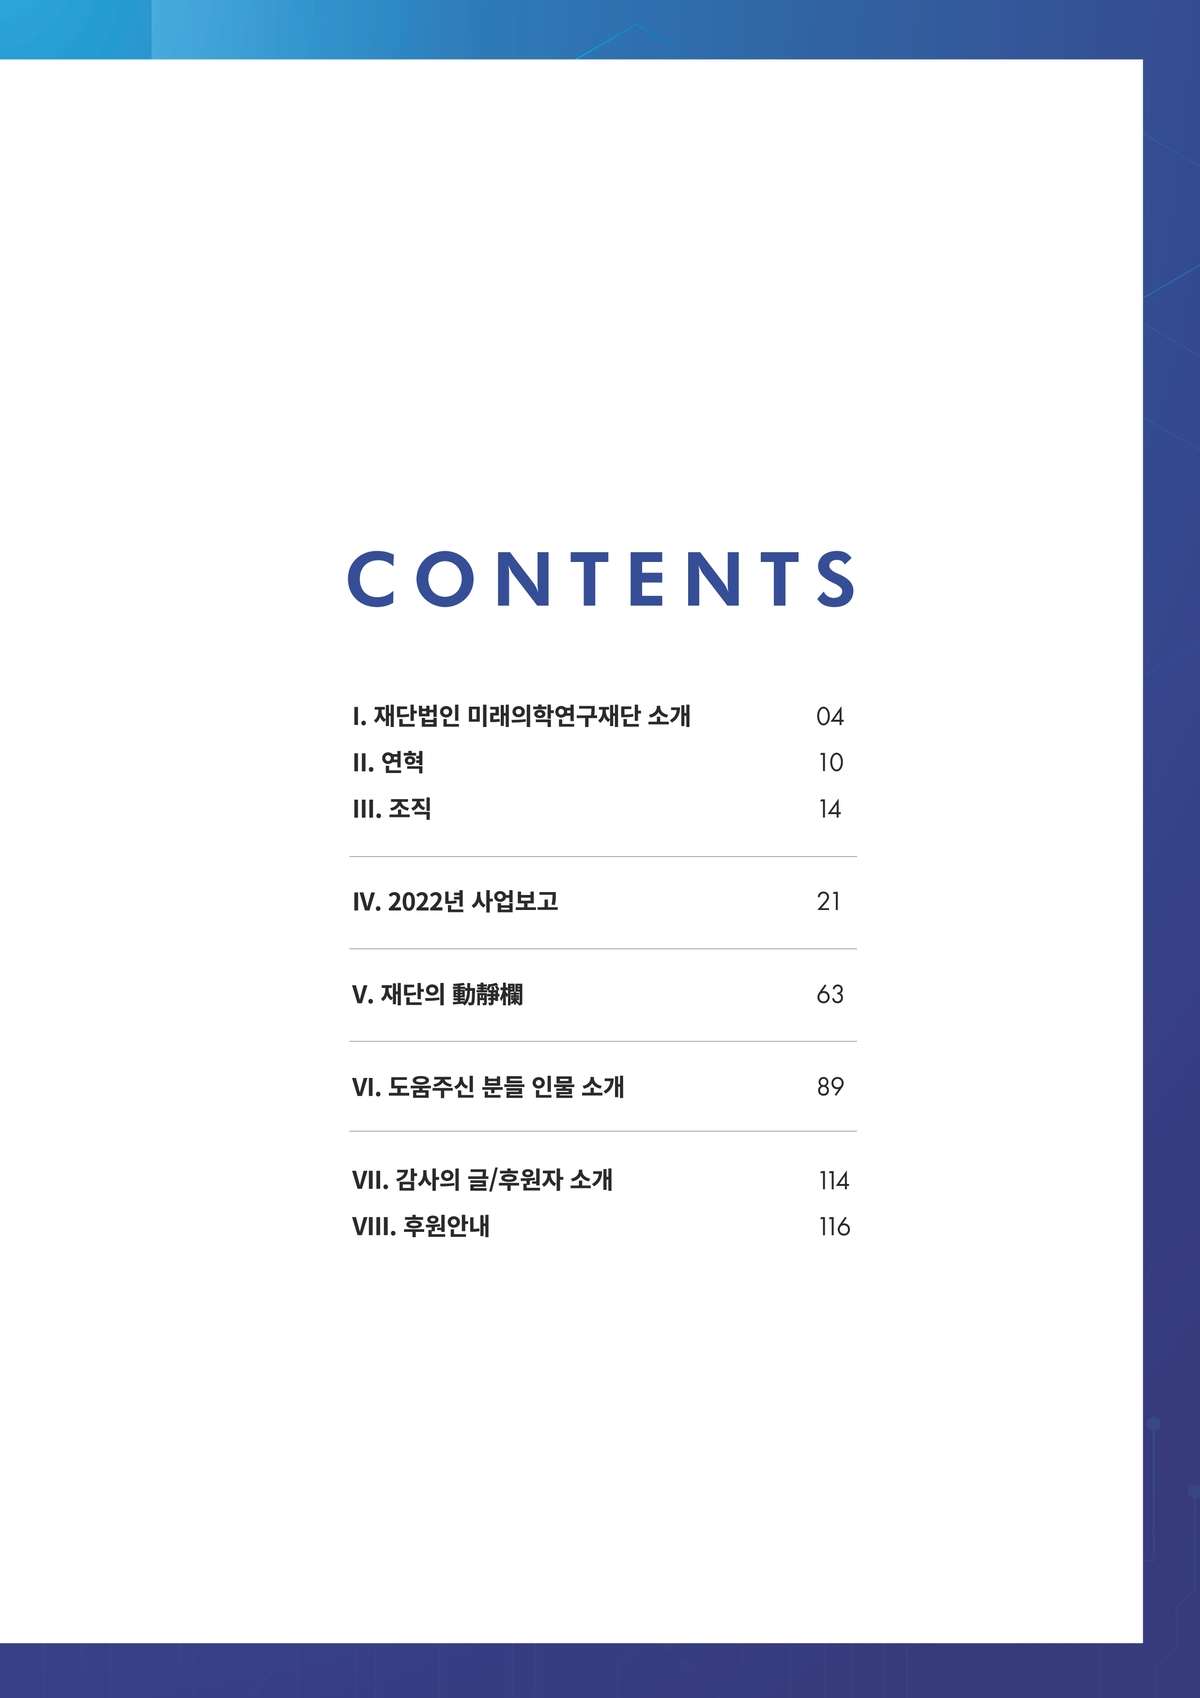 CONTENTS
I. 재단법인 미래의학연구재단 소개 04
II. 연혁 10
III. 조직 14
IV. 2022년 사업보고 21
V. 재단의 動靜欄 63
VI. 도움주신 분들 인물 소개 89
VII. 감사의 글/후원자 소개 114
VIII. 후원안내 116